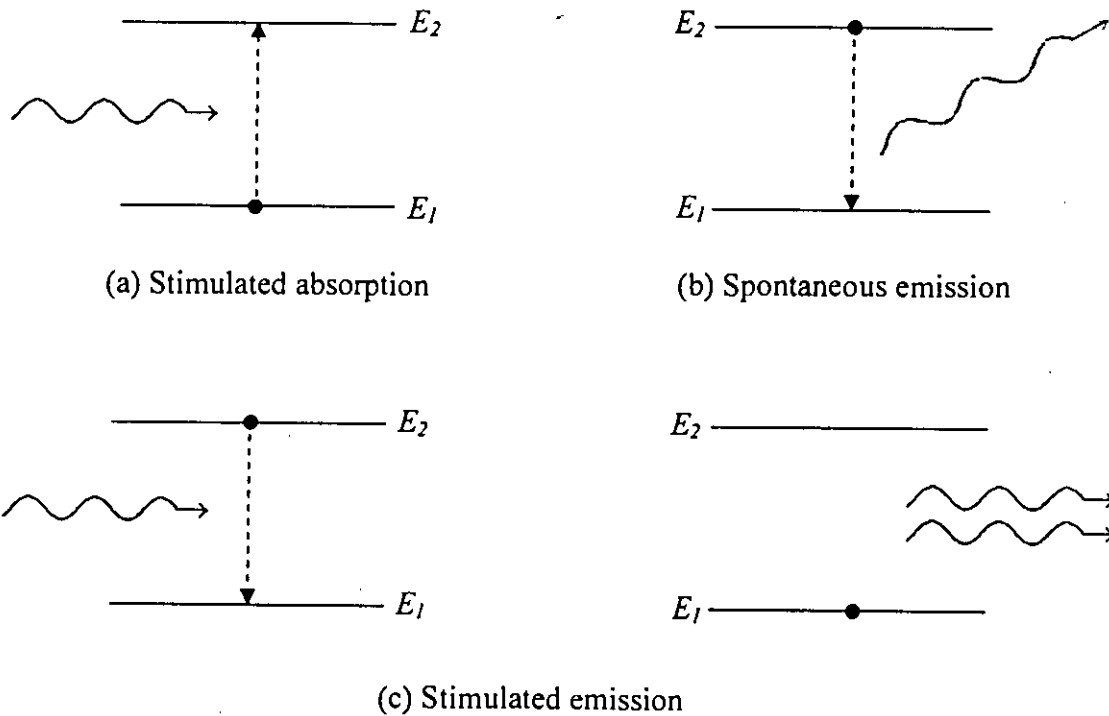 E2
E1
(a) Stimulated absorption
E2
E1
(b) Spontaneous emission
E2
E1
E2
E1
(c) Stimulated emission